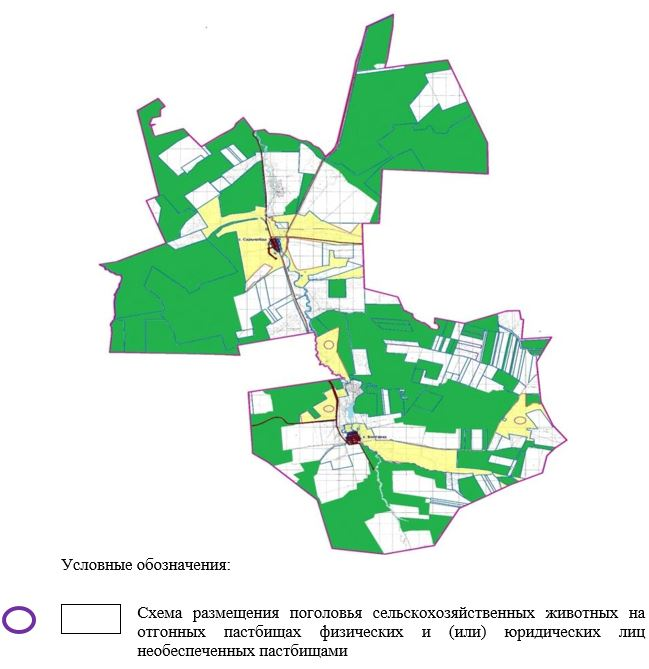 Условные обозначения:
Схема размещения поголовья сельскохозяйственных животных на
отгонных пастбищах физических и (или) юридических лиц
необеспеченных пастбищами